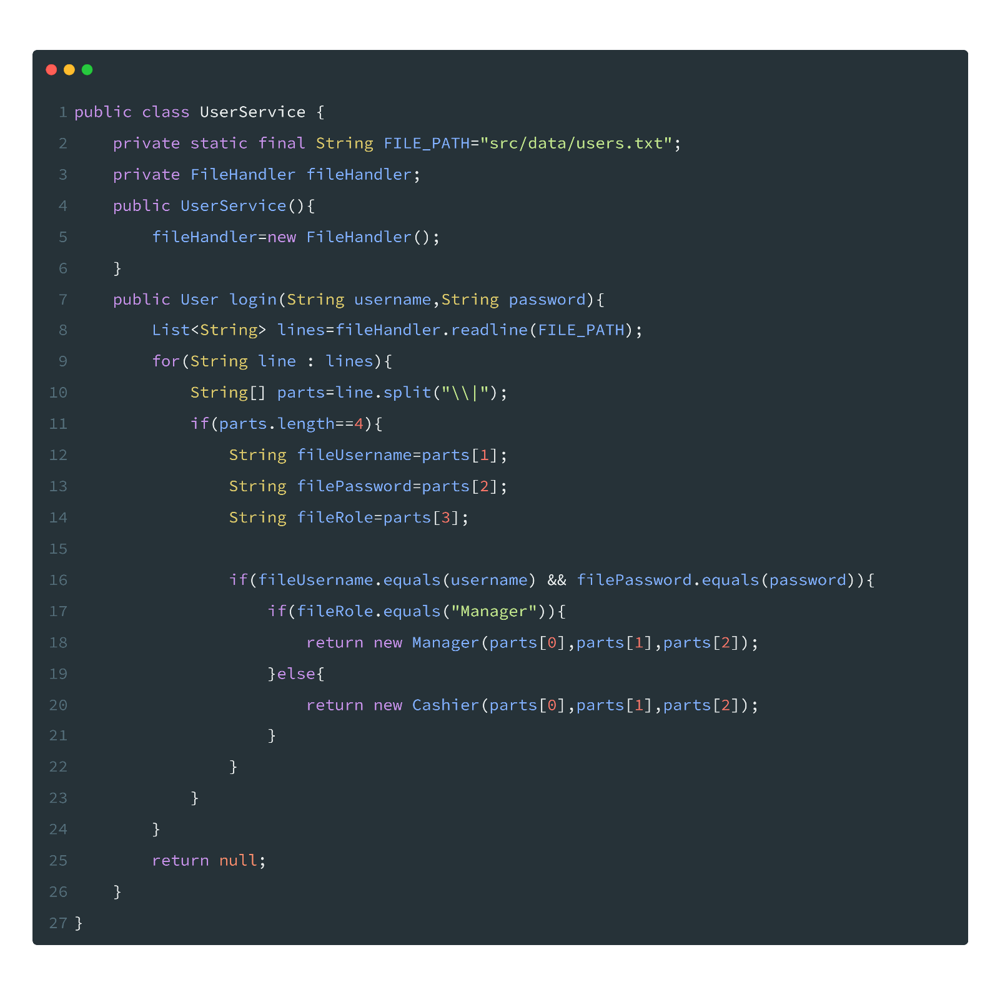 1 public class UserService {
2     private static final String FILE_PATH="src/data/users.txt";
3     private FileHandler fileHandler;
4     public UserService(){
5         fileHandler=new FileHandler();
6     }
7     public User login(String username,String password){
8         List<String> lines=fileHandler.readline(FILE_PATH);
9         for(String line : lines){
10             String[] parts=line.split("\\|");
11             if(parts.length==4){
12                 String fileUsername=parts[1];
13                 String filePassword=parts[2];
14                 String fileRole=parts[3];
15
16                 if(fileUsername.equals(username) && filePassword.equals(password)){
17                     if(fileRole.equals("Manager")){
18                         return new Manager(parts[0],parts[1],parts[2]);
19                     }else{
20                         return new Cashier(parts[0],parts[1],parts[2]);
21                     }
22                 }
23             }
24         }
25         return null;
26     }
27 }